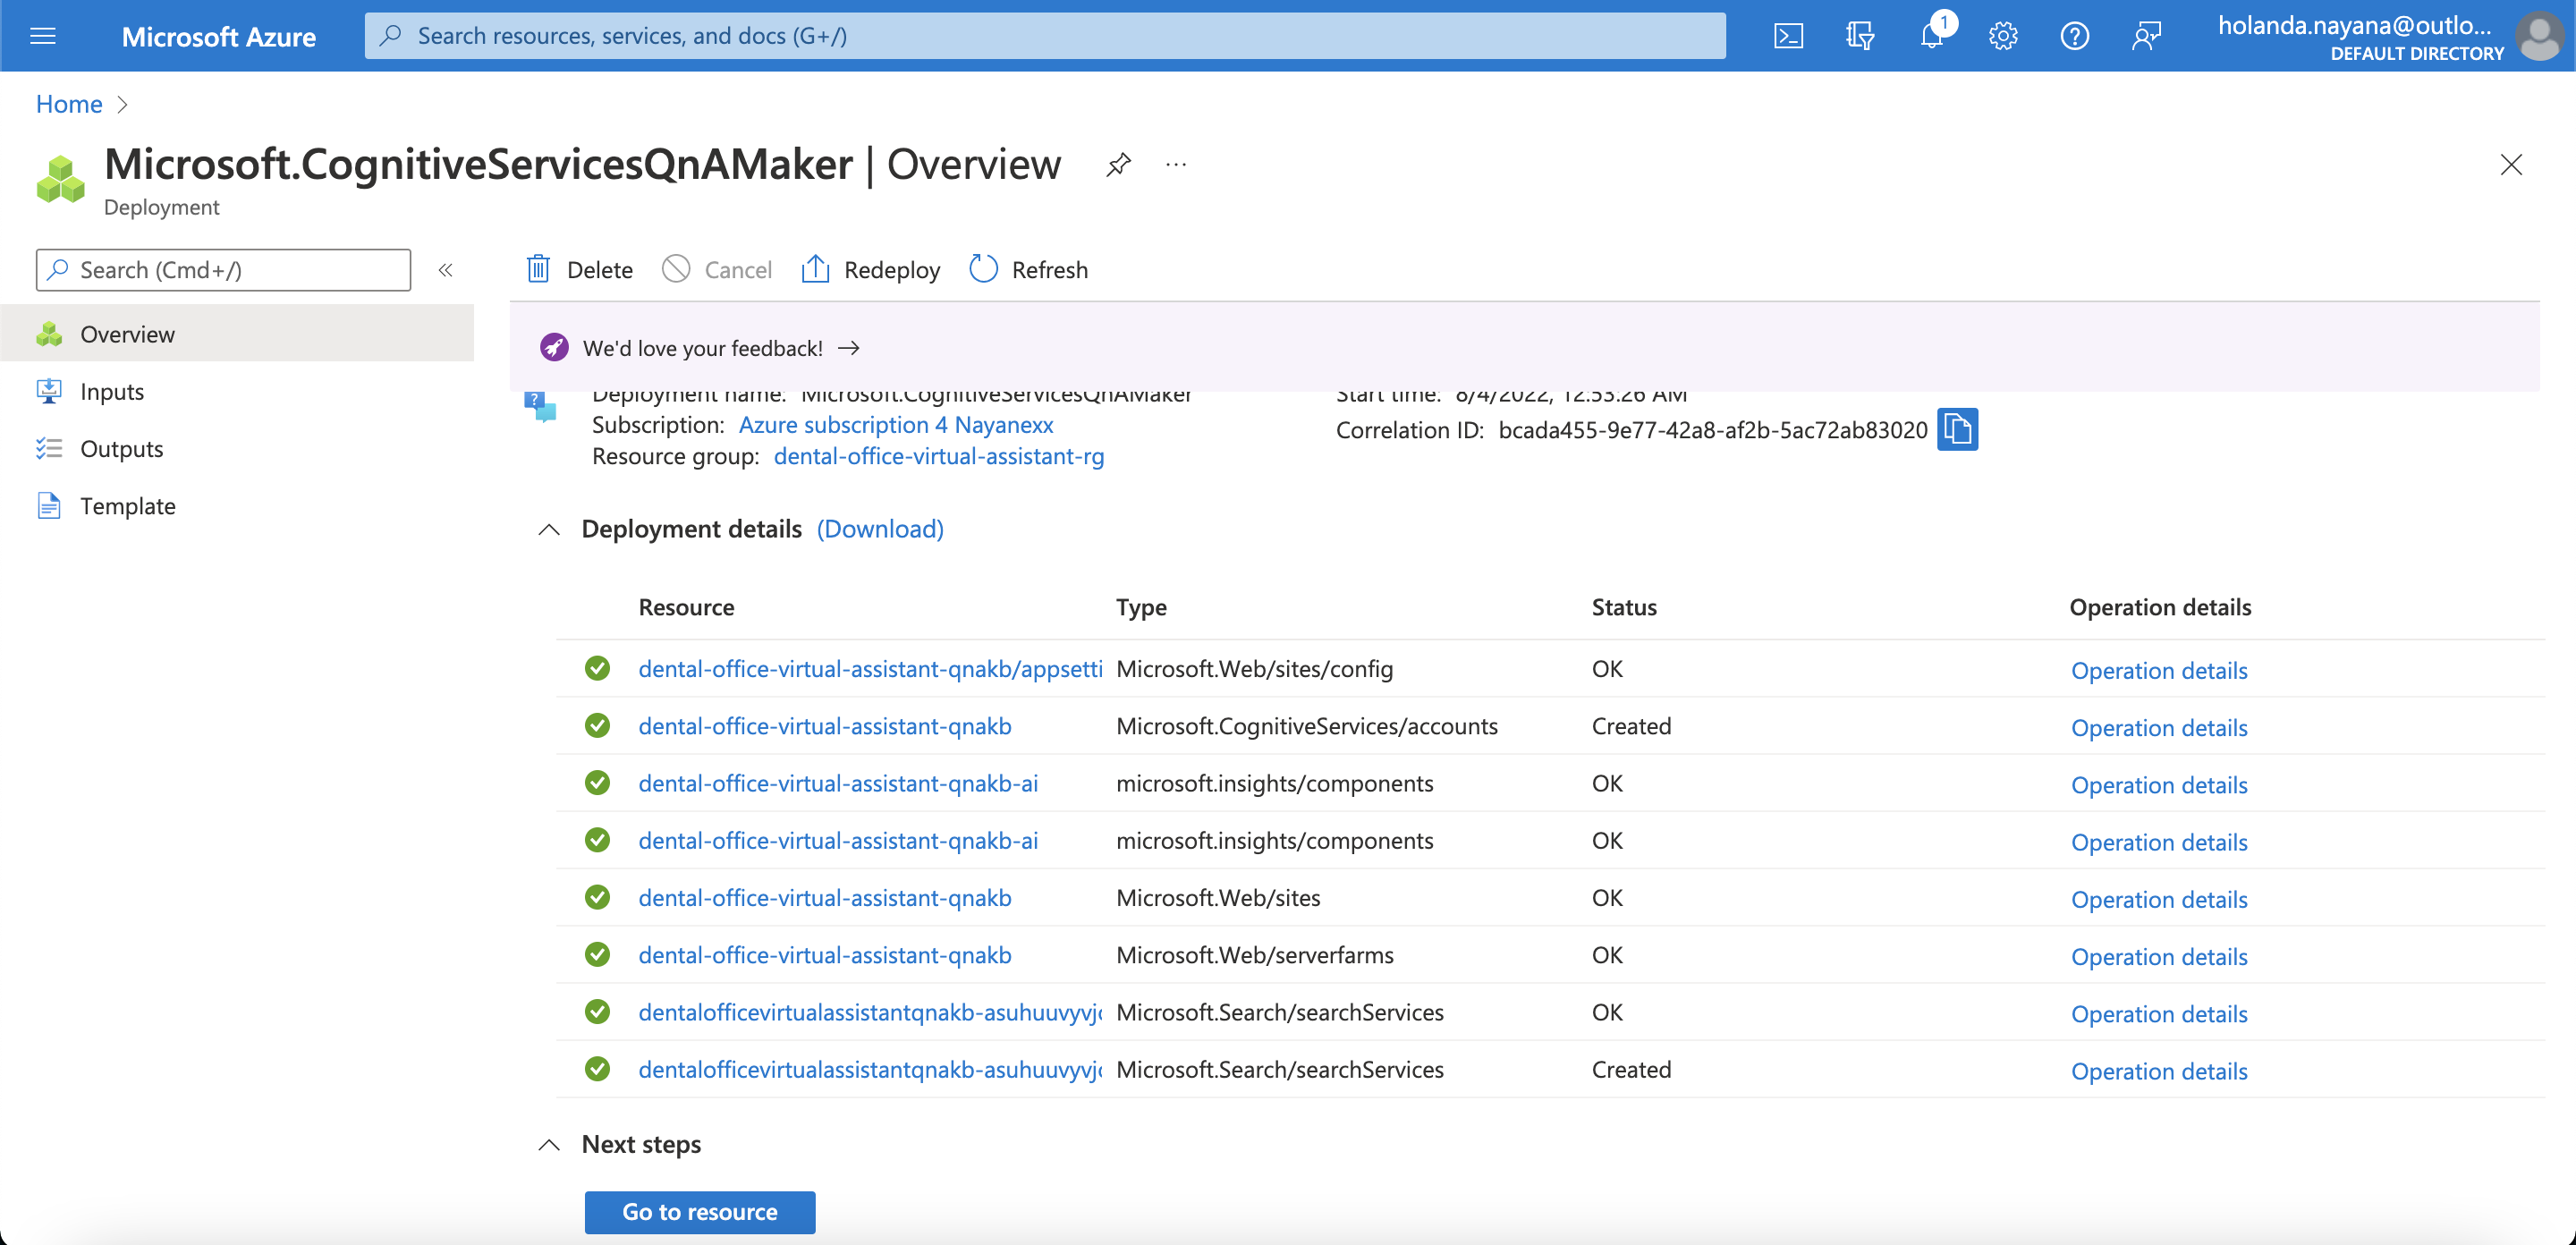 Microsoft Azure
Search resources, services, and docs (G+/)
1
holanda.nayana@outlo...
DEFAULT DIRECTORY
Home
Microsoft.CognitiveServicesQnAMaker | Overview
Deployment
Search (Cmd+/)
Overview
Inputs
Outputs
Template
Delete Cancel Redeploy Refresh
We'd love your feedback!
Deployment name: Microsoft.CognitiveServicesQnAMaker
Subscription: Azure subscription 4 Nayanexx
Resource group: dental-office-virtual-assistant-rg
Start time: 8/4/2022, 12:53:26 AM
Correlation ID: bcada455-9e77-42a8-af2b-5ac72ab83020
Deployment details (Download)
Resource Type Status Operation details
dental-office-virtual-assistant-qnakb/appsetti Microsoft.Web/sites/config OK Operation details
dental-office-virtual-assistant-qnakb Microsoft.CognitiveServices/accounts Created Operation details
dental-office-virtual-assistant-qnakb-ai microsoft.insights/components OK Operation details
dental-office-virtual-assistant-qnakb-ai microsoft.insights/components OK Operation details
dental-office-virtual-assistant-qnakb Microsoft.Web/sites OK Operation details
dental-office-virtual-assistant-qnakb Microsoft.Web/serverfarms OK Operation details
dentalofficevirtualassistantqnakb-asuhuuvyvjc Microsoft.Search/searchServices OK Operation details
dentalofficevirtualassistantqnakb-asuhuuvyvjc Microsoft.Search/searchServices Created Operation details
Next steps
Go to resource